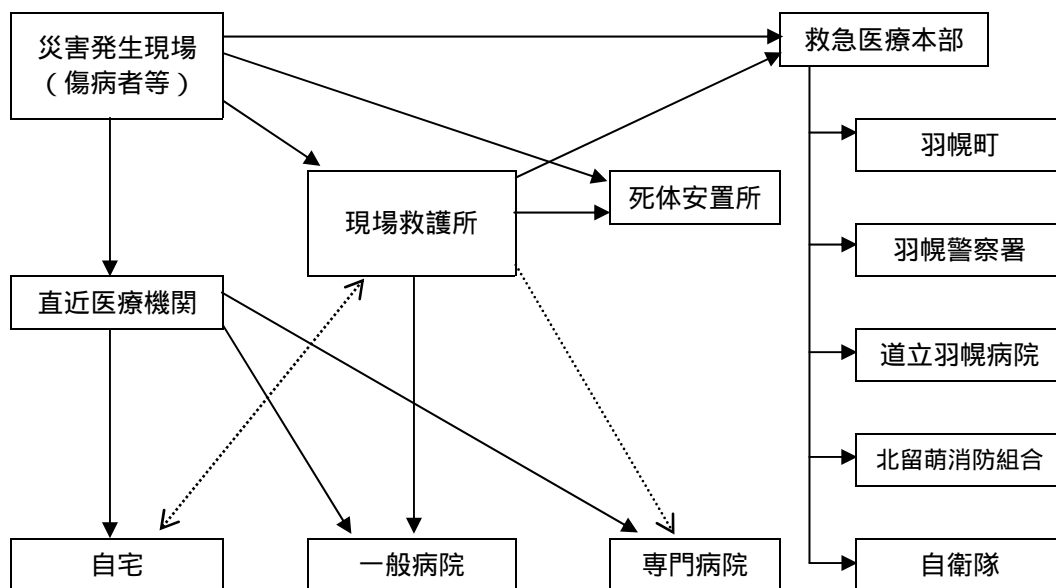 災害発生現場
（傷病者等）
救急医療本部
羽幌町
現場救護所
死体安置所
羽幌警察署
直近医療機関
道立羽幌病院
北留萌消防組合
自宅
一般病院
専門病院
自衛隊